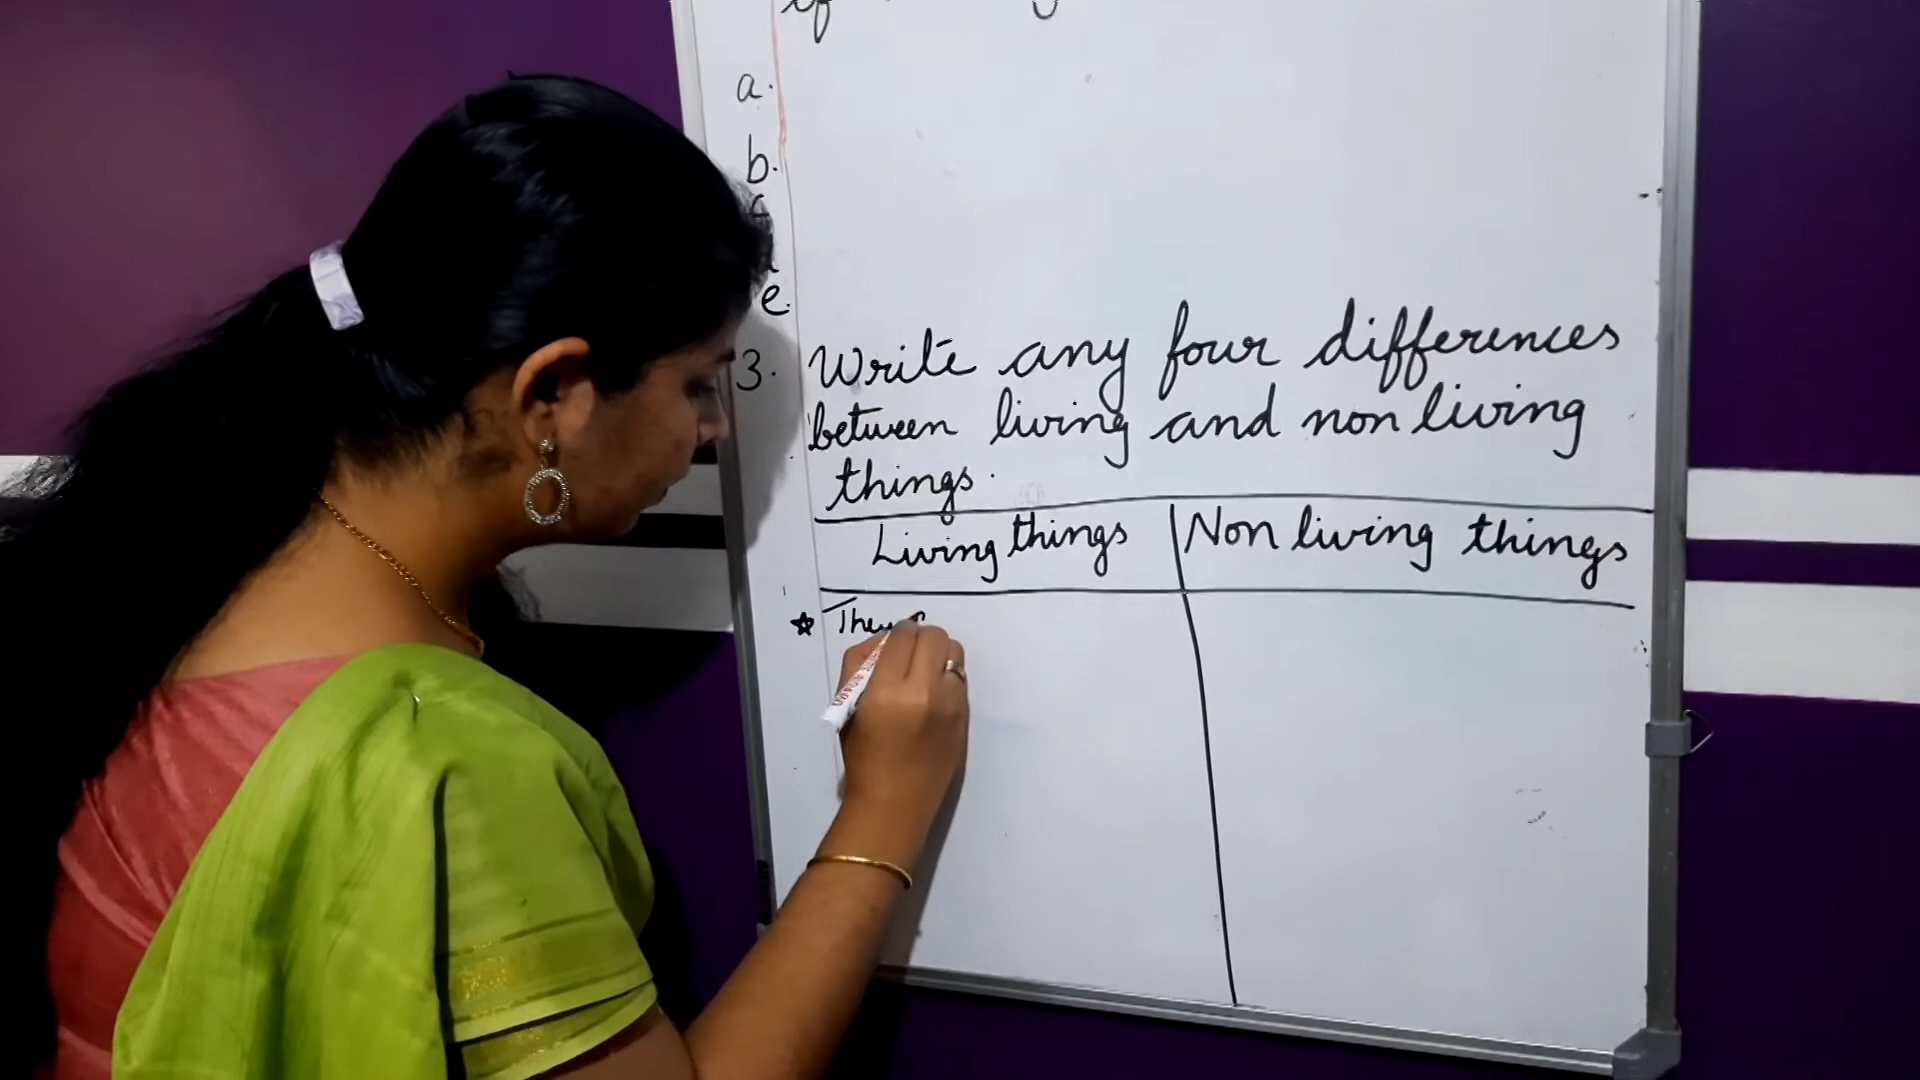 a.
b.
c
e.
3. Write any four differences
between living and non living
things.
Living things Non living things
They